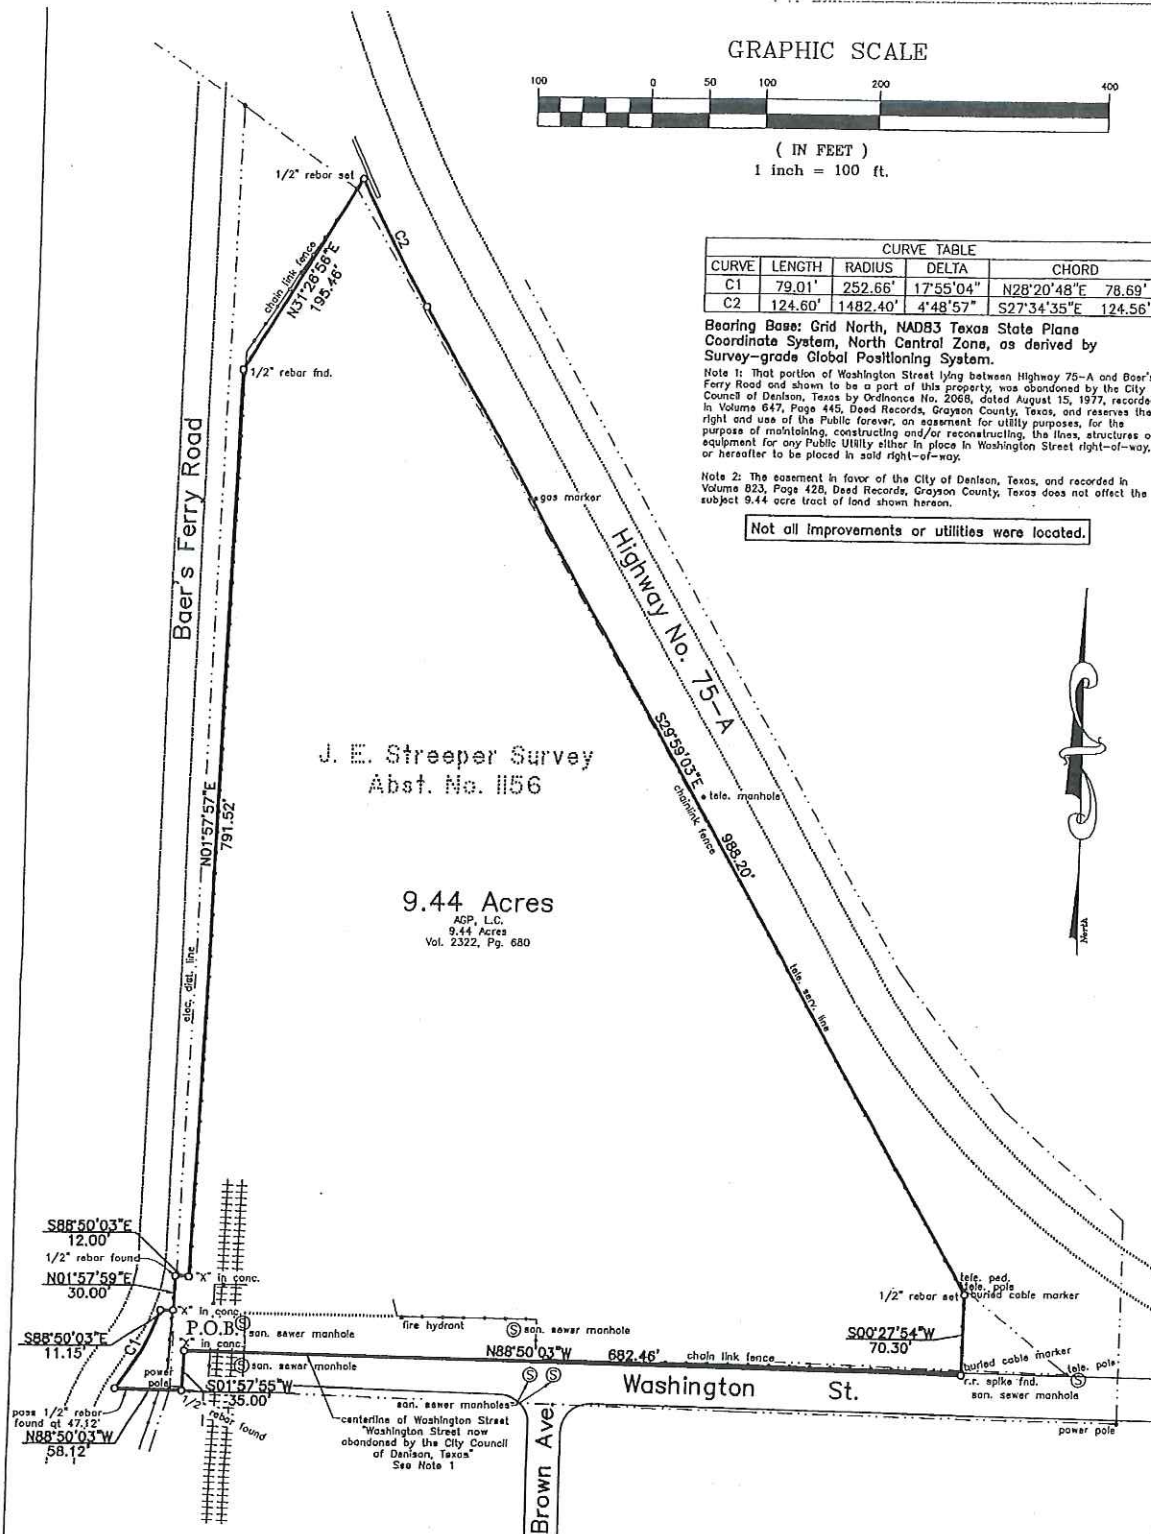 GRAPHIC SCALE
100 0 50 100 200 400
( IN FEET )
1 inch = 100 ft.
CURVE TABLE
CURVE LENGTH RADIUS DELTA CHORD
C1 79.01' 252.66' 17°55'04" N28°20'48"E 78.69'
C2 124.60' 1482.40' 4°48'57" S27°34'35"E 124.56'
Bearing Base: Grid North, NAD83 Texas State Plane
Coordinate System, North Central Zone, as derived by
Survey-grade Global Positioning System.
Note 1: That portion of Washington Street lying between Highway 75-A and Baer's
Ferry Road and shown to be a part of this property, was abandoned by the City
Council of Denison, Texas by Ordinance No. 2068, dated August 15, 1977, recorde
in Volume 647, Page 445, Deed Records, Grayson County, Texas, and reserves the
right and use of the Public forever, an easement for utility purposes, for the
purpose of maintaining, constructing and/or reconstructing, the lines, structures o
equipment for any Public Utility either in place in Washington Street right-of-way,
or hereafter to be placed in said right-of-way.
Note 2: The easement in favor of the City of Denison, Texas, and recorded in
Volume 823, Page 428, Deed Records, Grayson County, Texas does not affect the
subject 9.44 acre tract of land shown hereon.
Not all improvements or utilities were located.
1/2" rebar set
C2
chain link fence
N31°26'56"E
195.46'
1/2" rebar fnd.
Baer's Ferry Road
gas marker
Highway No. 75-A
S29°59'03"E
988.20'
tele. manhole
chainlink fence
J. E. Streeper Survey
Abst. No. 1156
N01°57'57"E
791.52'
9.44 Acres
AGP, L.C.
9.44 Acres
Vol. 2322, Pg. 680
North
elec. dist. line
tele. serv. line
S88°50'03"E
12.00'
1/2" rebar found
"X" in conc.
N01°57'59"E
30.00'
"X" in conc.
S88°50'03"E
11.15'
C1
P.O.B.
"X" in conc.
san. sewer manhole
fire hydrant
san. sewer manhole
tele. ped.
tele. pole
1/2" rebar set
buried cable marker
S00°27'54"W
70.30'
N88°50'03"W 682.46' chain link fence
buried cable marker
tele. pole
r.r. spike fnd.
san. sewer manhole
san. sewer manhole
power
pole
S01°57'55"W
35.00'
1/2" rebar found
Washington St.
san. sewer manholes
pass 1/2" rebar
found at 47.12'
N88°50'03"W
58.12'
centerline of Washington Street
"Washington Street now
abandoned by the City Council
of Denison, Texas"
See Note 1
Brown Ave
power pole